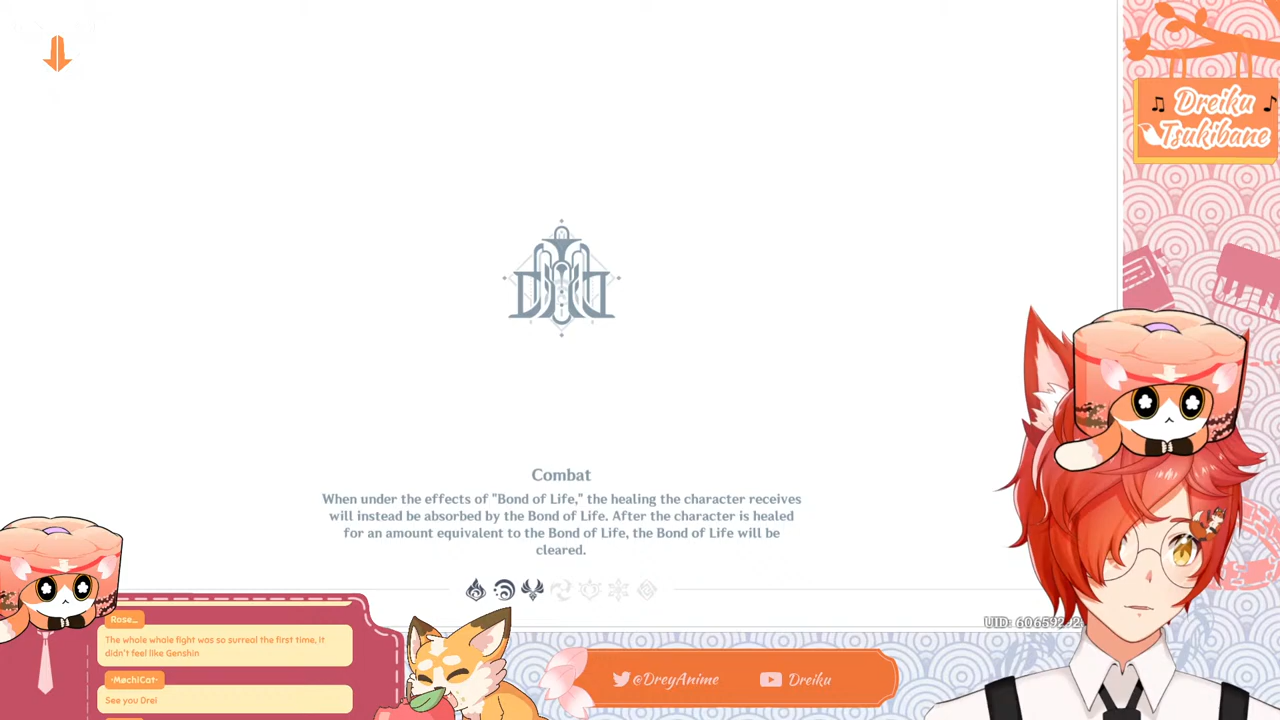 Dreiku
Tsukibane
Combat
When under the effects of "Bond of Life," the healing the character receives
will instead be absorbed by the Bond of Life. After the character is healed
for an amount equivalent to the Bond of Life, the Bond of Life will be
cleared.
Rose_
The whole whale fight was so surreal the first time, it
didn't feel like Genshin
·MøchiCat·
See you Drei
@DreyAnime
Dreiku